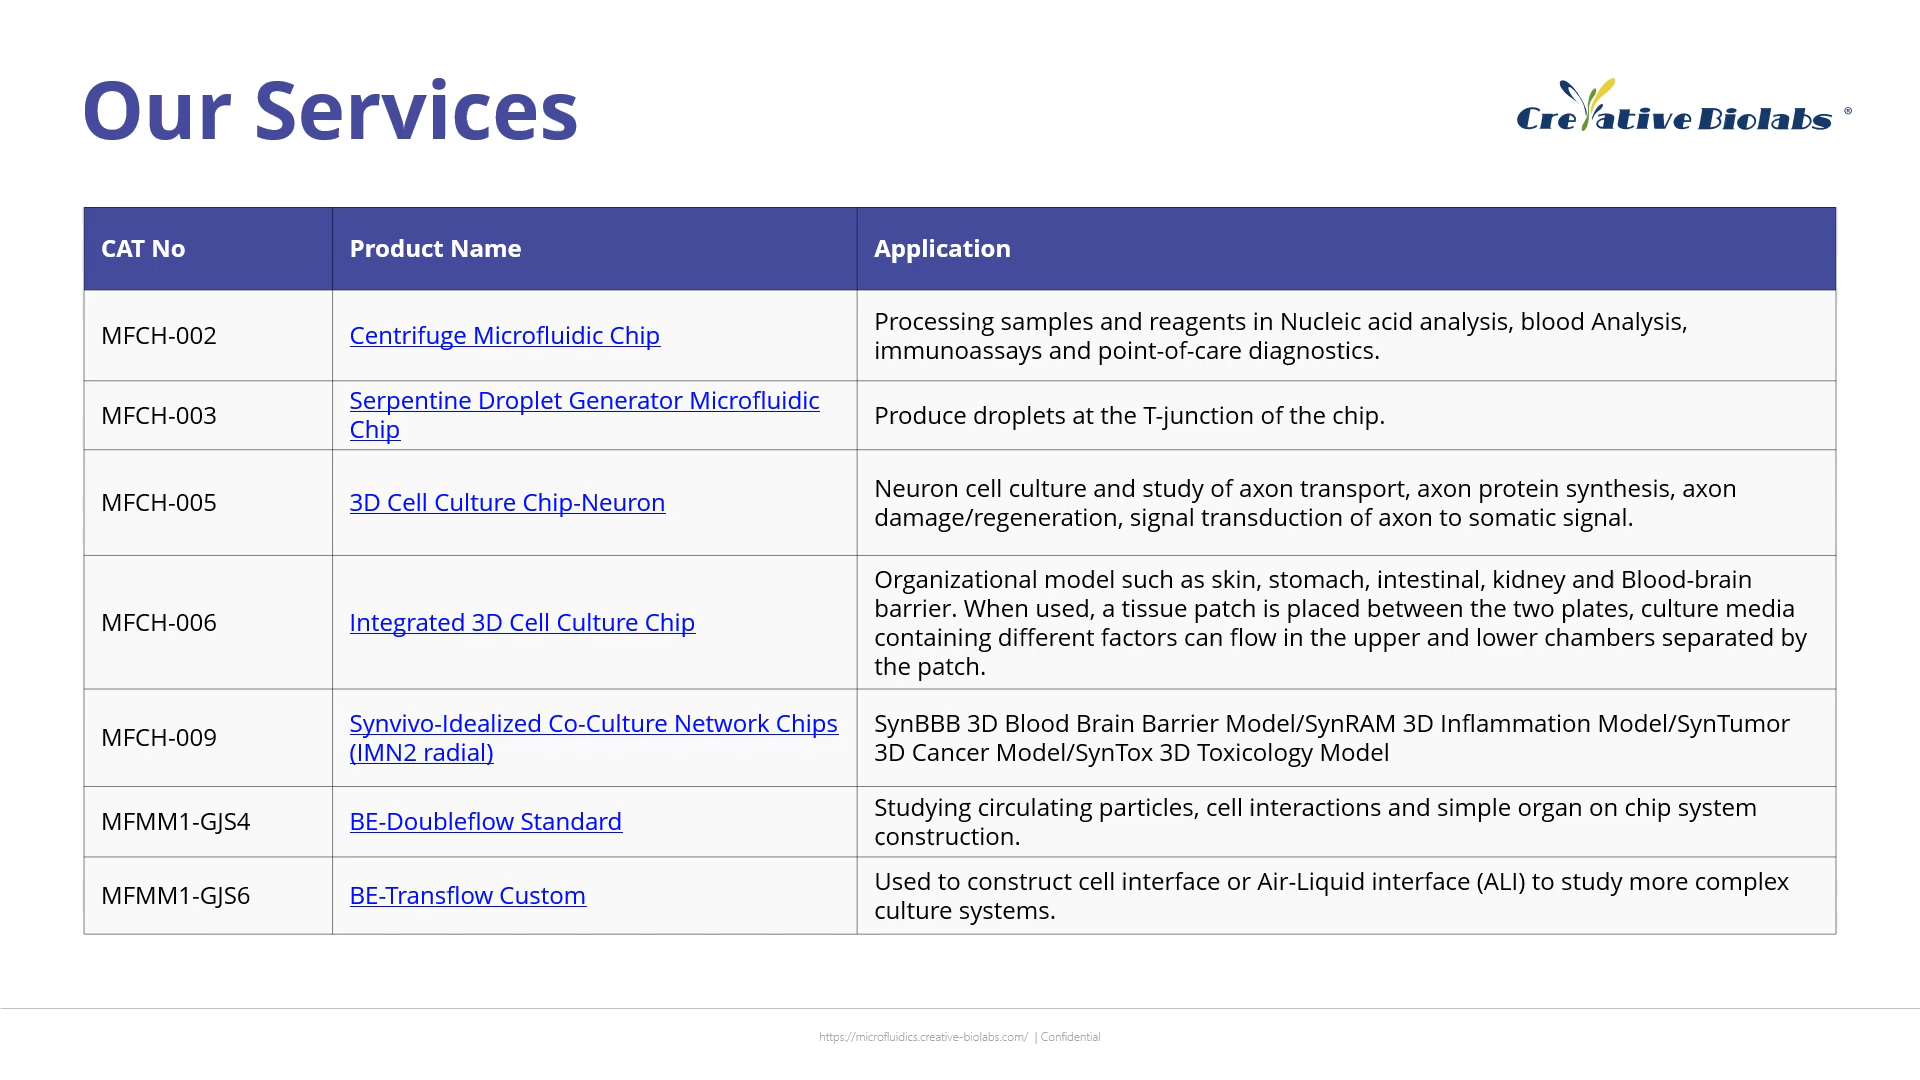 Our Services
Creative Biolabs ®
CAT No
Product Name
Application
MFCH-002
Centrifuge Microfluidic Chip
Processing samples and reagents in Nucleic acid analysis, blood Analysis,
immunoassays and point-of-care diagnostics.
MFCH-003
Serpentine Droplet Generator Microfluidic
Chip
Produce droplets at the T-junction of the chip.
MFCH-005
3D Cell Culture Chip-Neuron
Neuron cell culture and study of axon transport, axon protein synthesis, axon
damage/regeneration, signal transduction of axon to somatic signal.
MFCH-006
Integrated 3D Cell Culture Chip
Organizational model such as skin, stomach, intestinal, kidney and Blood-brain
barrier. When used, a tissue patch is placed between the two plates, culture media
containing different factors can flow in the upper and lower chambers separated by
the patch.
MFCH-009
Synvivo-Idealized Co-Culture Network Chips
(IMN2 radial)
SynBBB 3D Blood Brain Barrier Model/SynRAM 3D Inflammation Model/SynTumor
3D Cancer Model/SynTox 3D Toxicology Model
MFMM1-GJS4
BE-Doubleflow Standard
Studying circulating particles, cell interactions and simple organ on chip system
construction.
MFMM1-GJS6
BE-Transflow Custom
Used to construct cell interface or Air-Liquid interface (ALI) to study more complex
culture systems.
https://microfluidics.creative-biolabs.com/ | Confidential